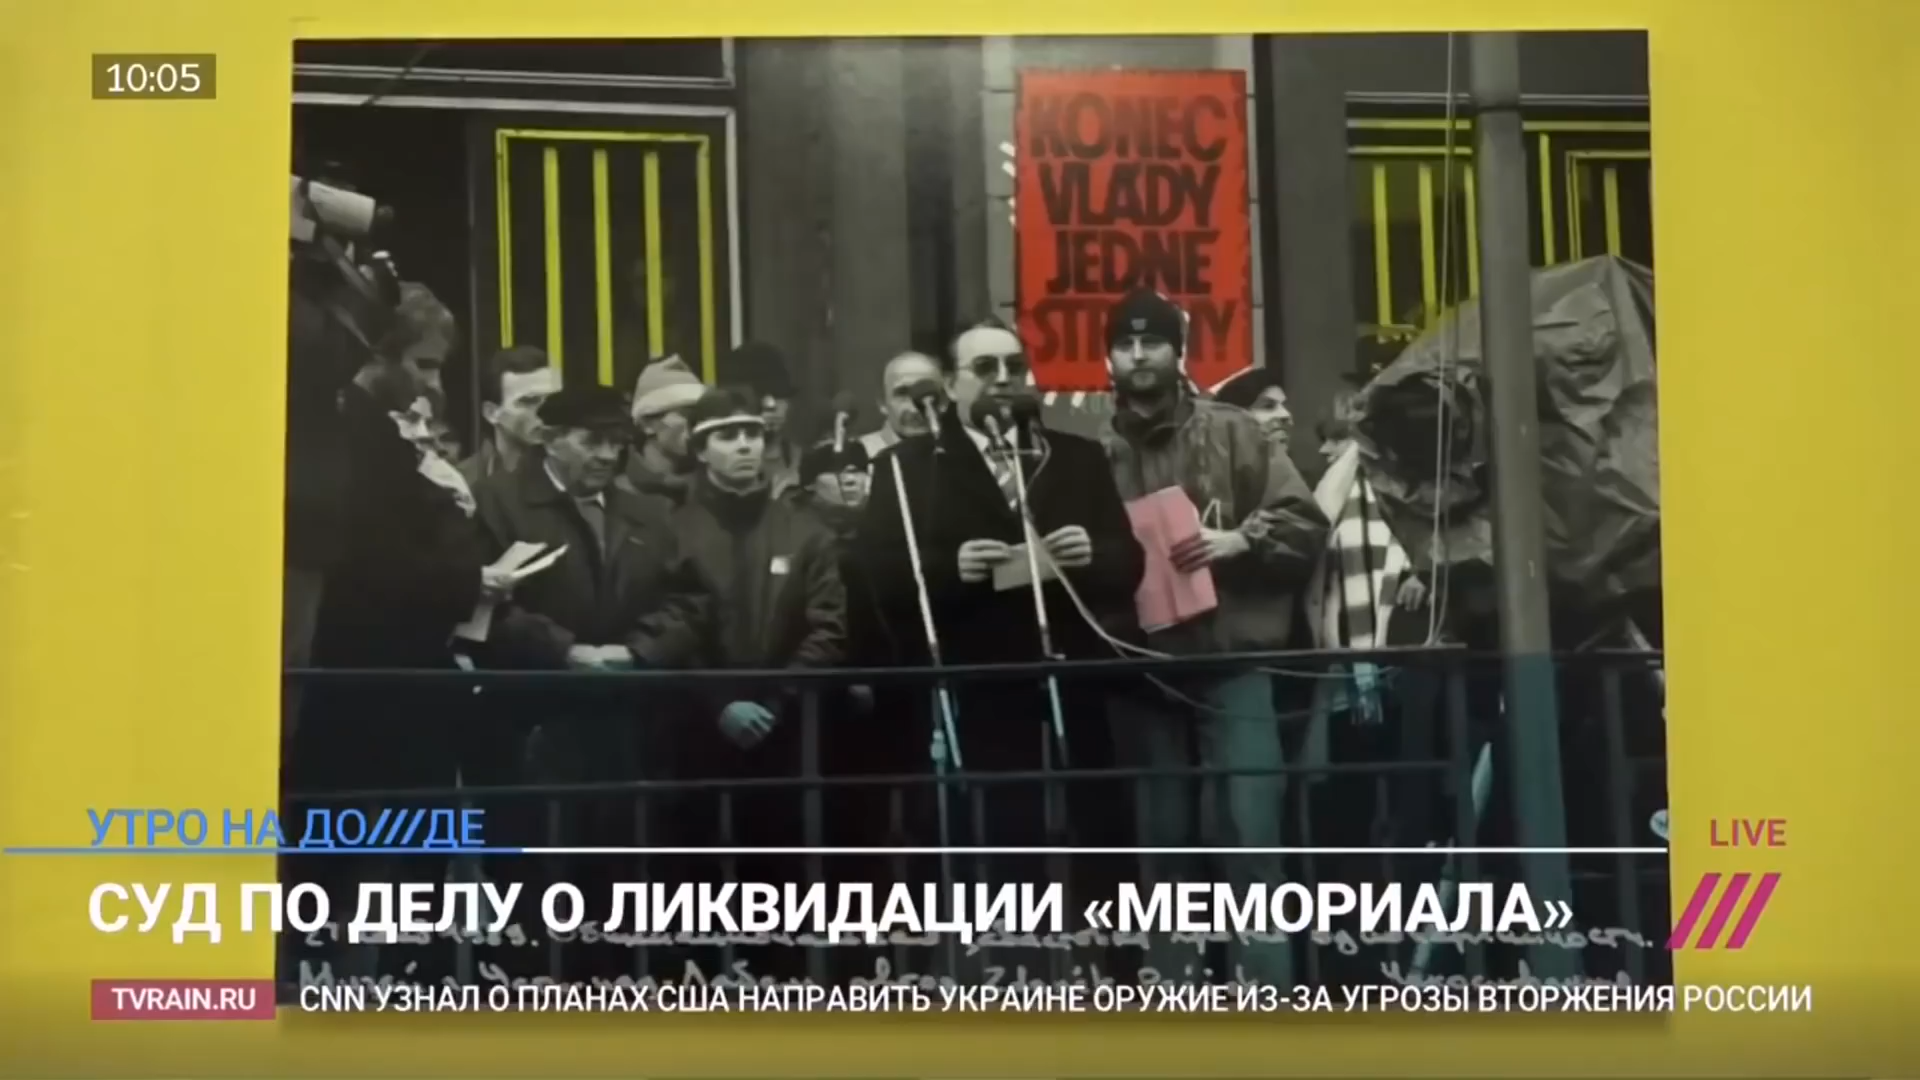 10:05
KONEC
VLÁDY
JEDNÉ
УТРО НА ДО///ДЕ
LIVE
СУД ПО ДЕЛУ О ЛИКВИДАЦИИ «МЕМОРИАЛА»
TVRAIN.RU
CNN УЗНАЛ О ПЛАНАХ США НАПРАВИТЬ УКРАИНЕ ОРУЖИЕ ИЗ-ЗА УГРОЗЫ ВТОРЖЕНИЯ РОССИИ